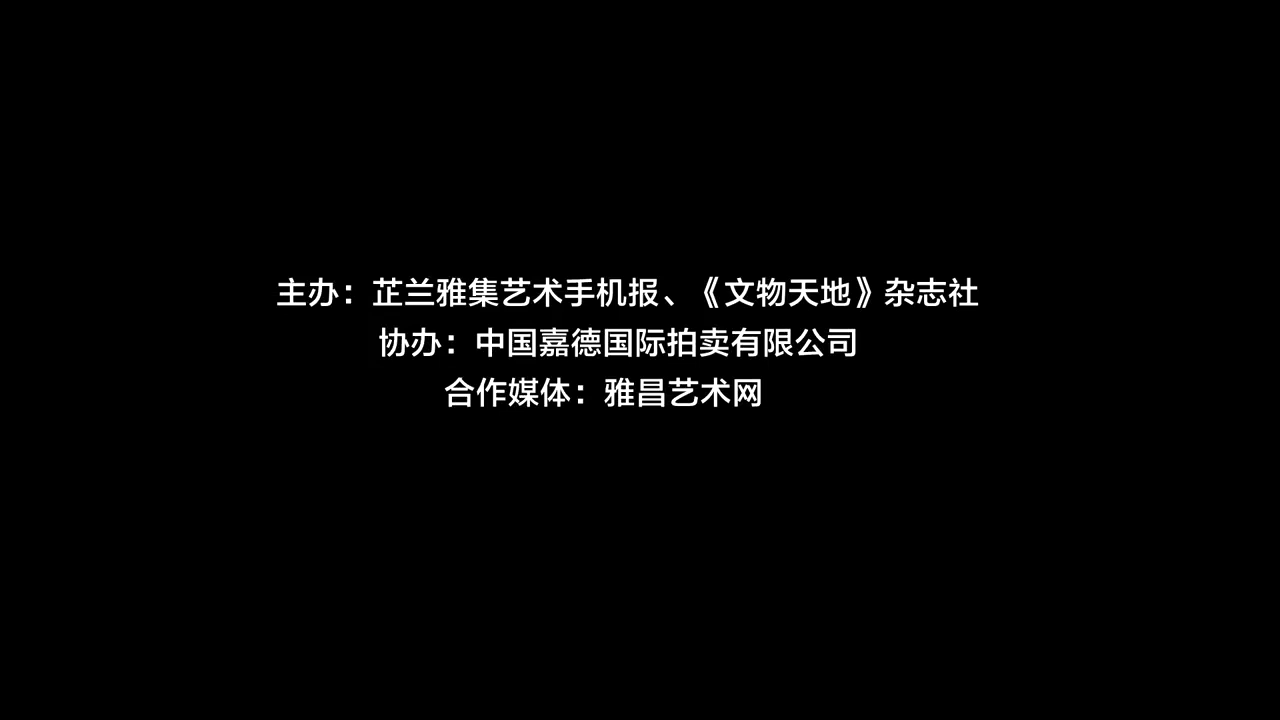 主办：芷兰雅集艺术手机报、《文物天地》杂志社
协办：中国嘉德国际拍卖有限公司
合作媒体：雅昌艺术网